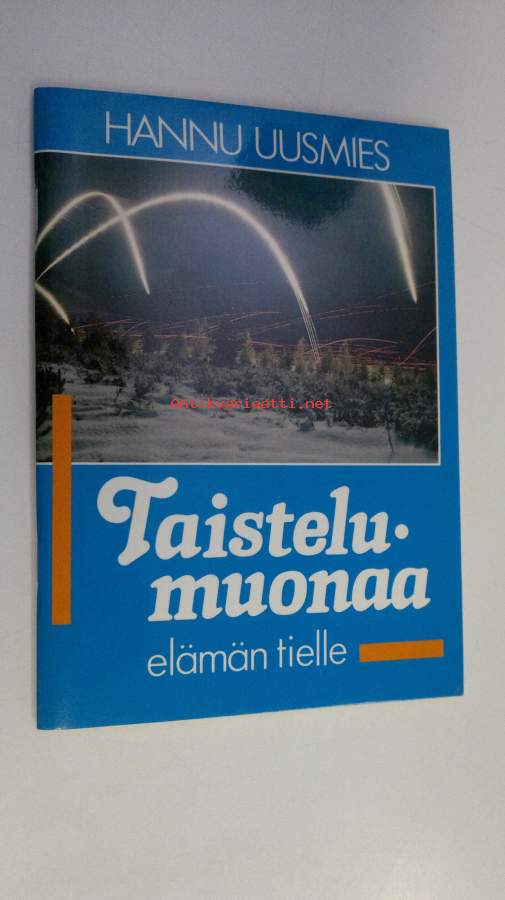 HANNU UUSMIES
Antikvariaatti.net
Taistelu-
muonaa
elämän tielle